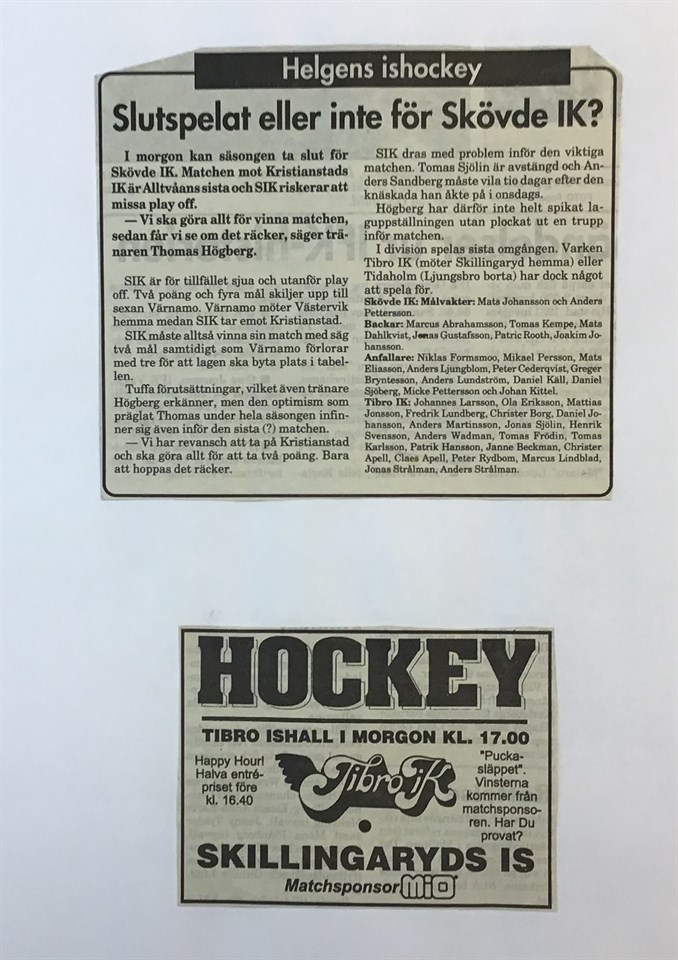 Helgens ishockey
Slutspelat eller inte för Skövde IK?
I morgon kan säsongen ta slut för
Skövde IK. Matchen mot Kristianstads
IK är Alltvåans sista och SIK riskerar att
missa play off.
— Vi ska göra allt för vinna matchen,
sedan får vi se om det räcker, säger trä-
naren Thomas Högberg.
SIK är för tillfället sjua och utanför play
off. Två poäng och fyra mål skiljer upp till
sexan Värnamo. Värnamo möter Västervik
hemma medan SIK tar emot Kristianstad.
SIK måste alltså vinna sin match med säg
två mål samtidigt som Värnamo förlorar
med tre för att lagen ska byta plats i tabel-
len.
Tuffa förutsättningar, vilket även tränare
Högberg erkänner, men den optimism som
präglat Thomas under hela säsongen infin-
ner sig även inför den sista (?) matchen.
— Vi har revansch att ta på Kristianstad
och ska göra allt för att ta två poäng. Bara
att hoppas det räcker.
SIK dras med problem inför den viktiga
matchen. Tomas Sjölin är avstängd och An-
ders Sandberg måste vila tio dagar efter den
knäskada han åkte på i onsdags.
Högberg har därför inte helt spikat la-
guppställningen utan plockat ut en trupp
inför matchen.
I division spelas sista omgången. Varken
Tibro IK (möter Skillingaryd hemma) eller
Tidaholm (Ljungsbro borta) har dock något
att spela för.
Skövde IK: Målvakter: Mats Johansson och Anders
Pettersson.
Backar: Marcus Abrahamsson, Tomas Kempe, Mats
Dahlkvist, Jonas Gustafsson, Patric Rooth, Joakim Jo-
hansson.
Anfallare: Niklas Formsmoo, Mikael Persson, Mats
Eliasson, Anders Ljungblom, Peter Cederqvist, Greger
Bryntesson, Anders Lundström, Daniel Käll, Daniel
Sjöberg, Micke Pettersson och Johan Kittel.
Tibro IK: Johannes Larsson, Ola Eriksson, Mattias
Jonsson, Fredrik Lundberg, Christer Borg, Daniel Jo-
hansson, Anders Martinsson, Jonas Sjölin, Henrik
Svensson, Anders Wadman, Tomas Frödin, Tomas
Karlsson, Patrik Hansson, Janne Beckman, Christer
Apell, Claes Apell, Peter Rydbom, Marcus Lindblad,
Jonas Strålman, Anders Strålman.
HOCKEY
TIBRO ISHALL I MORGON KL. 17.00
Happy Hour!
Halva entré-
priset före
kl. 16.40
Tibro iK
"Pucka-
släppet".
Vinsterna
kommer från
matchsponso-
ren. Har Du
provat?
SKILLINGARYDS IS
Matchsponsor MiO